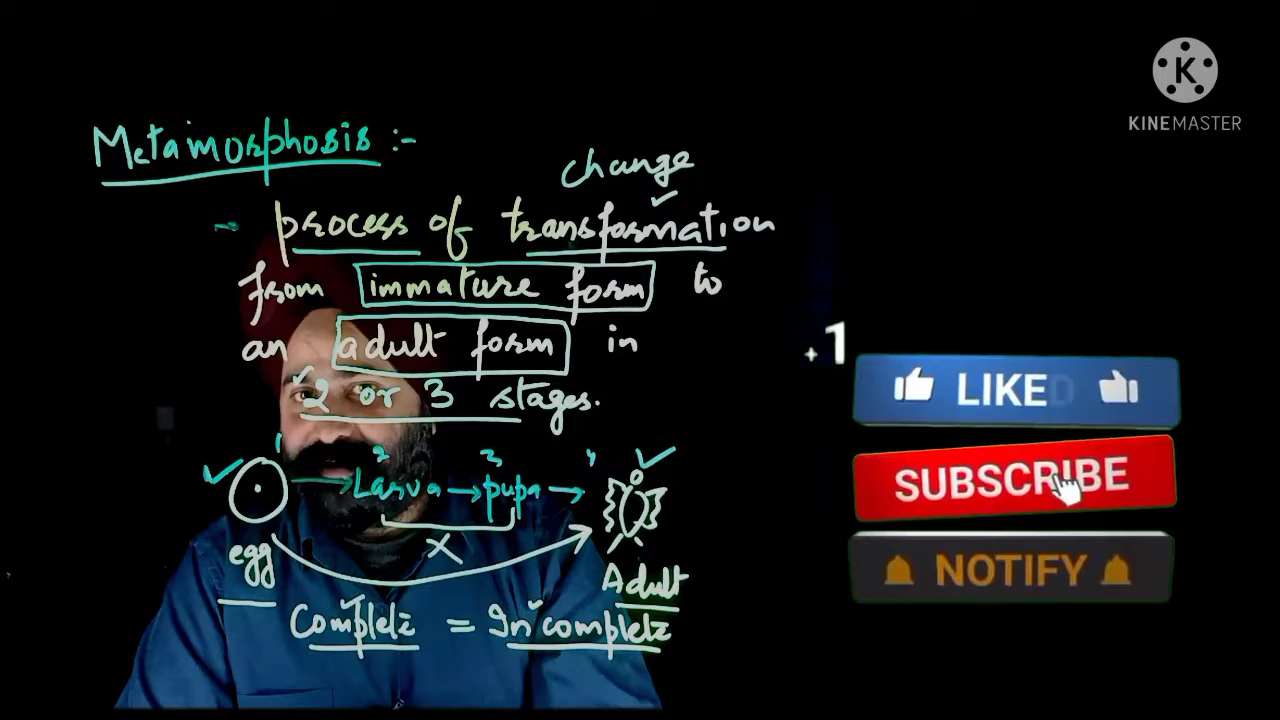 KINEMASTER
Metamorphosis :-
change
process of transformation
from immature form to
an adult form in
2 or 3 stages.
1 2 3 4
Larva → pupa →
egg
Adult
Complete = Incomplete
+1
LIKED
SUBSCRIBE
NOTIFY